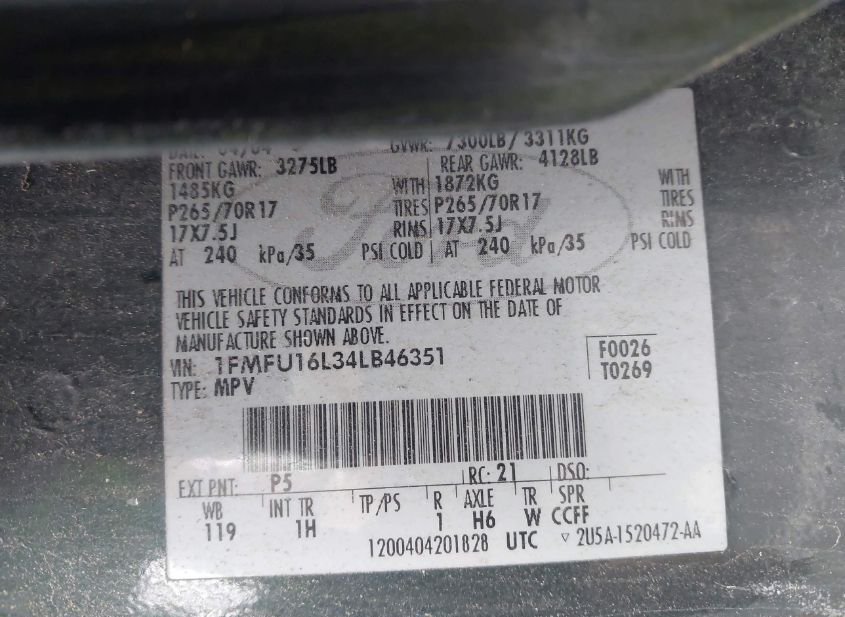 DATE: 04/04 GVWR: 7300LB/ 3311KG
FRONT GAWR: 3275LB REAR GAWR: 4128LB
1485KG WITH 1872KG WITH
P265/70R17 TIRES P265/70R17 TIRES
17X7.5J RIMS 17X7.5J RIMS
AT 240 kPa/35 PSI COLD AT 240 kPa/35 PSI COLD
Ford
THIS VEHICLE CONFORMS TO ALL APPLICABLE FEDERAL MOTOR
VEHICLE SAFETY STANDARDS IN EFFECT ON THE DATE OF
MANUFACTURE SHOWN ABOVE.
VIN: 1FMFU16L34LB46351 F0026
TYPE: MPV T0269
EXT PNT: P5 RC: 21 DSO:
WB INT TR TP/PS R AXLE TR SPR
119 1H 1 H6 W CCFF
1200404201828 UTC ▽ 2U5A-1520472-AA